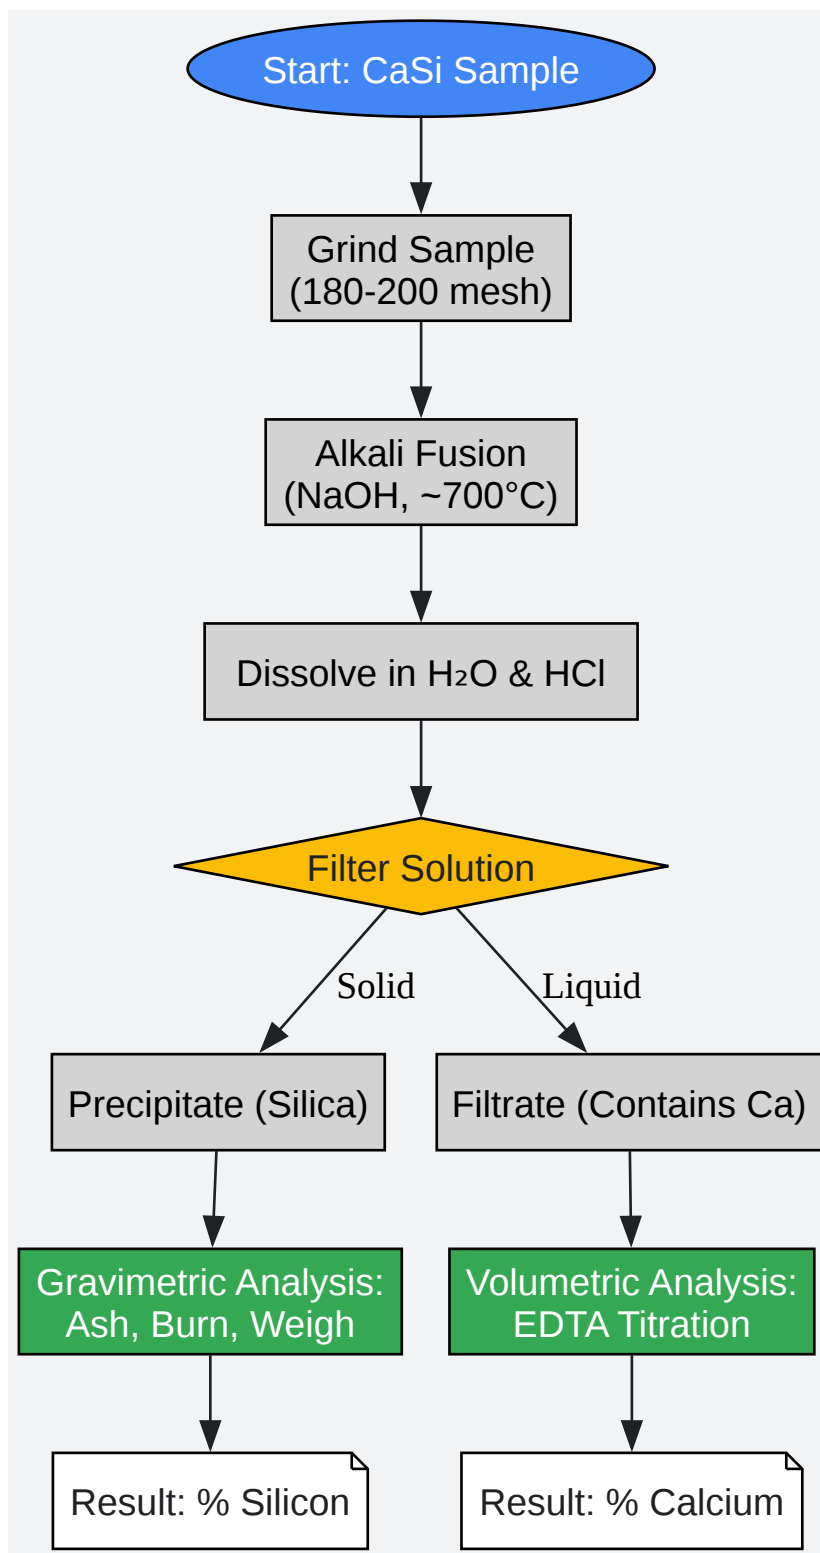 Start: CaSi Sample
Grind Sample
(180-200 mesh)
Alkali Fusion
(NaOH, ~700°C)
Dissolve in H₂O & HCl
Filter Solution
Solid
Liquid
Precipitate (Silica)
Filtrate (Contains Ca)
Gravimetric Analysis:
Ash, Burn, Weigh
Volumetric Analysis:
EDTA Titration
Result: % Silicon
Result: % Calcium